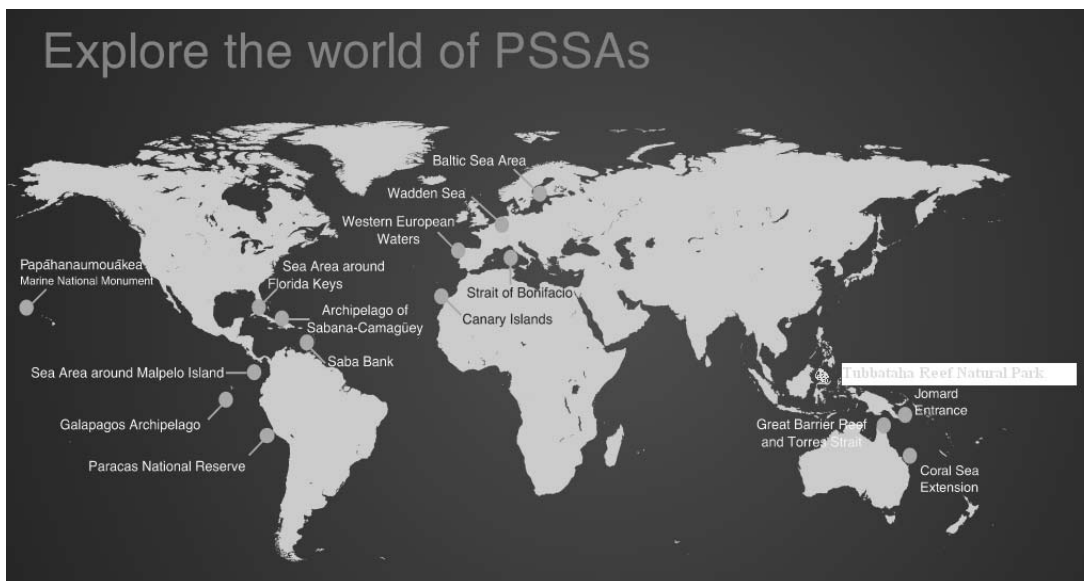 Explore the world of PSSAs
Baltic Sea Area
Wadden Sea
Western European
Waters
Papāhanaumouākea
Marine National Monument
Sea Area around
Florida Keys
Strait of Bonifacio
Archipelago of
Sabana-Camagüey
Canary Islands
Saba Bank
Sea Area around Malpelo Island
Tubbataha Reef Natural Park
Jomard
Entrance
Galapagos Archipelago
Great Barrier Reef
and Torres Strait
Paracas National Reserve
Coral Sea
Extension